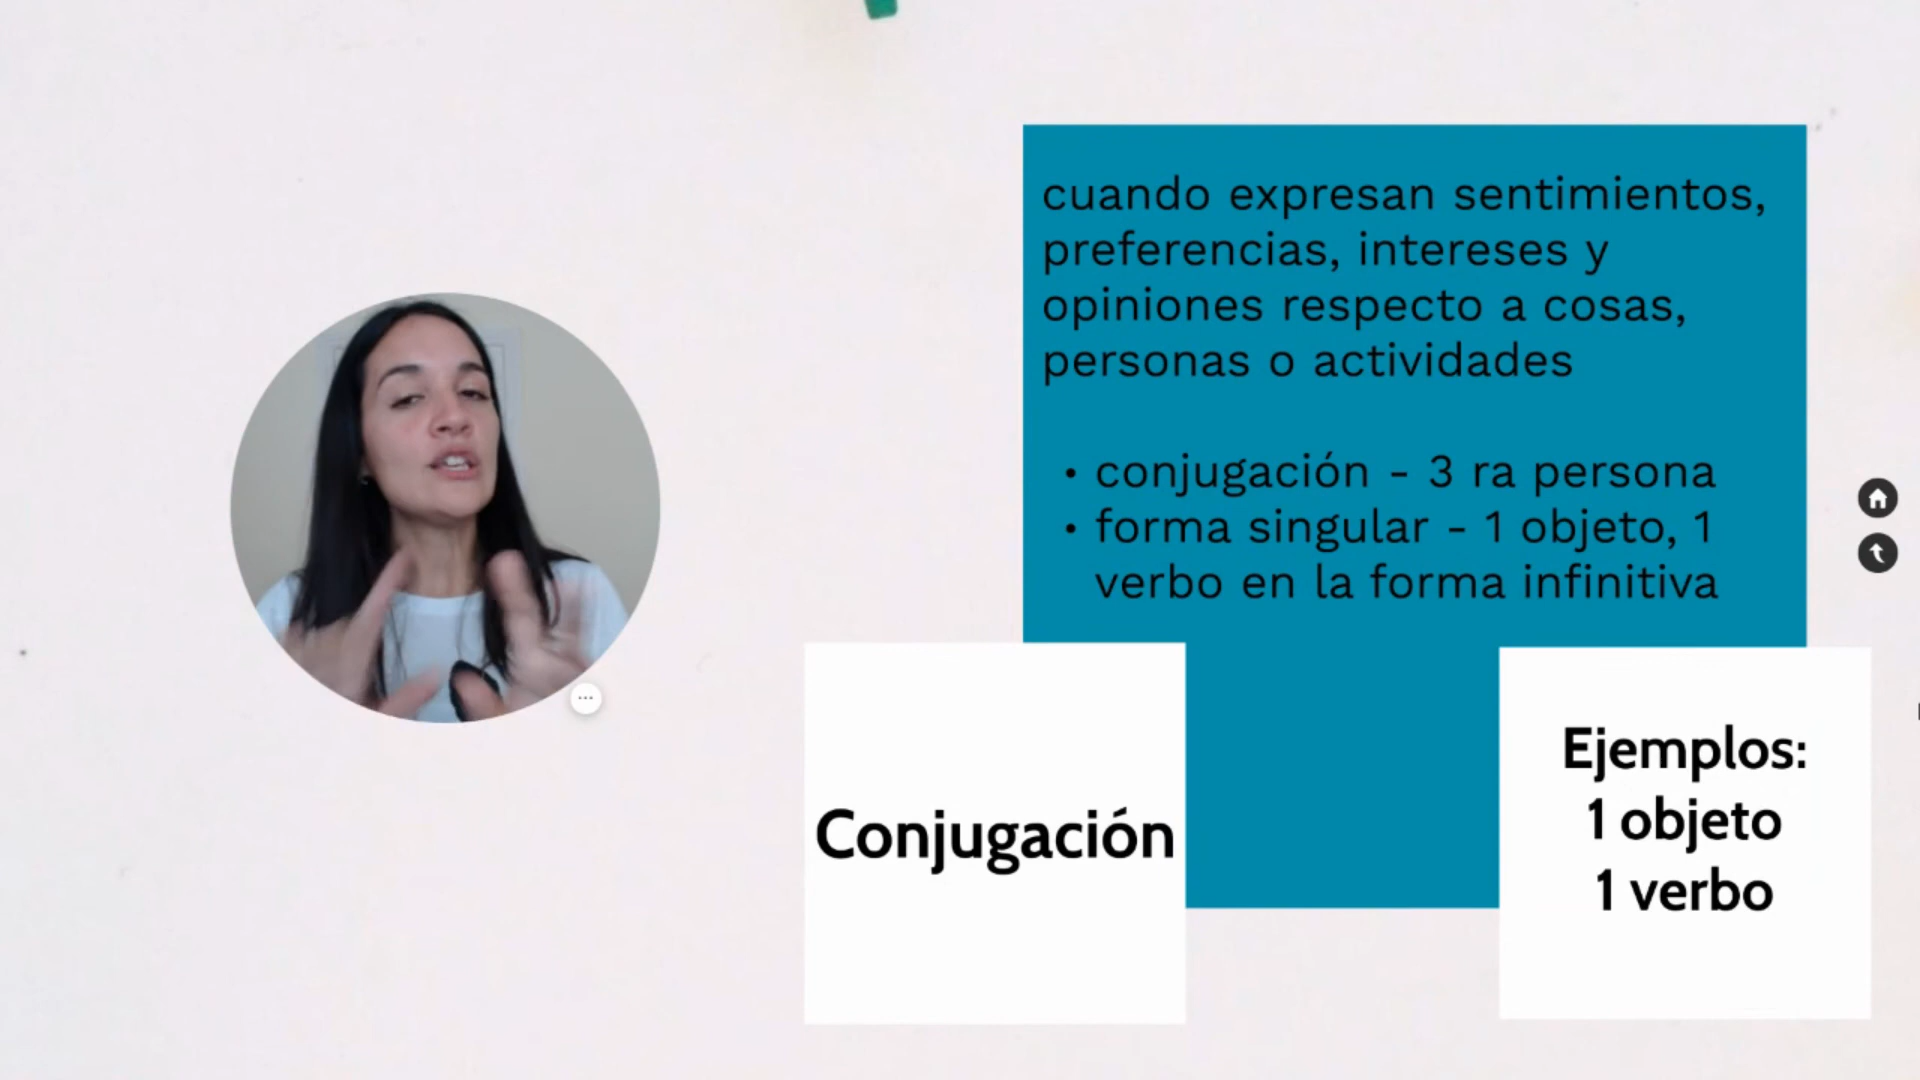 cuando expresan sentimientos,
preferencias, intereses y
opiniones respecto a cosas,
personas o actividades
• conjugación - 3 ra persona
• forma singular - 1 objeto, 1
verbo en la forma infinitiva
Conjugación
Ejemplos:
1 objeto
1 verbo